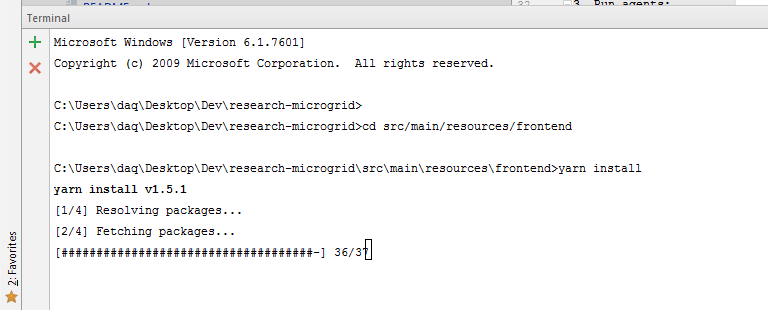 3. Run agents:
Terminal
Microsoft Windows [Version 6.1.7601]
Copyright (c) 2009 Microsoft Corporation.  All rights reserved.
C:\Users\daq\Desktop\Dev\research-microgrid>
C:\Users\daq\Desktop\Dev\research-microgrid>cd src/main/resources/frontend
C:\Users\daq\Desktop\Dev\research-microgrid\src\main\resources\frontend>yarn install
yarn install v1.5.1
[1/4] Resolving packages...
[2/4] Fetching packages...
[####################################-] 36/37
2: Favorites